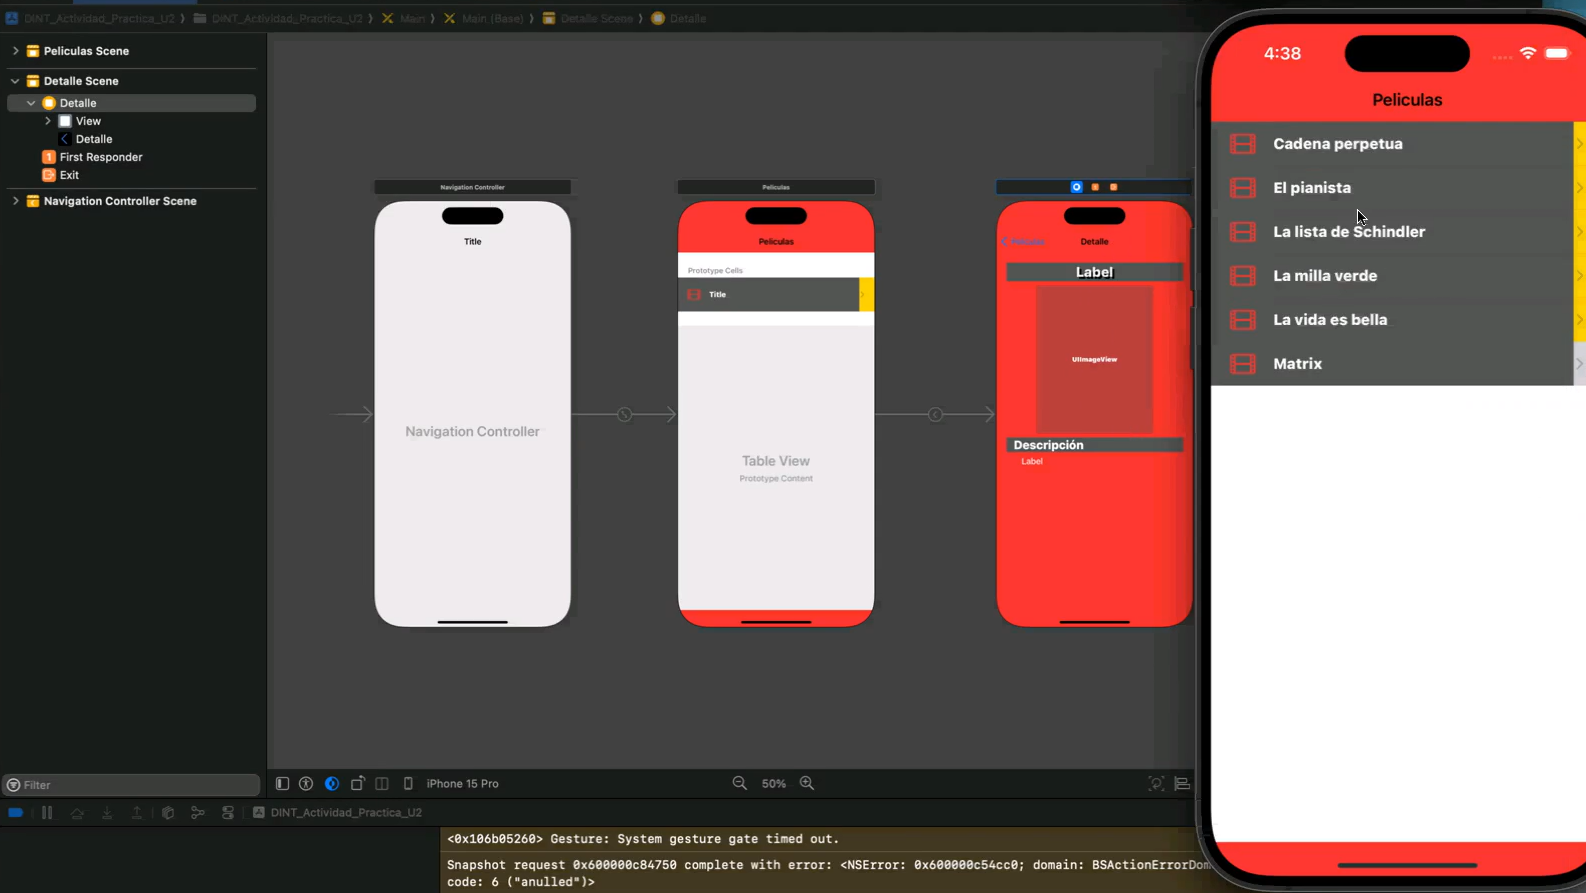 DINT_Actividad_Practica_U2 〉 DINT_Actividad_Practica_U2 〉 Main 〉 Main (Base) 〉 Detalle Scene 〉 Detalle
Peliculas Scene
Detalle Scene
Detalle
View
Detalle
First Responder
Exit
Navigation Controller Scene
Filter
Navigation Controller
Title
Navigation Controller
Peliculas
Peliculas
Prototype Cells
Title
Table View
Prototype Content
Peliculas
Detalle
Label
UIImageView
Descripción
Label
iPhone 15 Pro
50%
DINT_Actividad_Practica_U2
<0x106b05260> Gesture: System gesture gate timed out.
Snapshot request 0x600000c84750 complete with error: <NSError: 0x600000c54cc0; domain: BSActionErrorDom
code: 6 ("anulled")>
4:38
Peliculas
Cadena perpetua
El pianista
La lista de Schindler
La milla verde
La vida es bella
Matrix